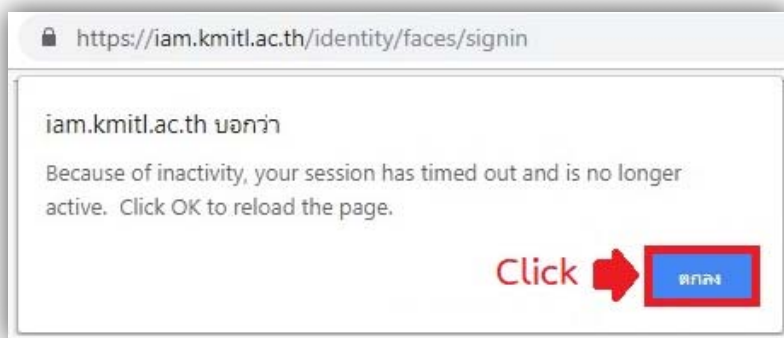 https://iam.kmitl.ac.th/identity/faces/signin
iam.kmitl.ac.th บอกว่า
Because of inactivity, your session has timed out and is no longer
active. Click OK to reload the page.
Click
ตกลง